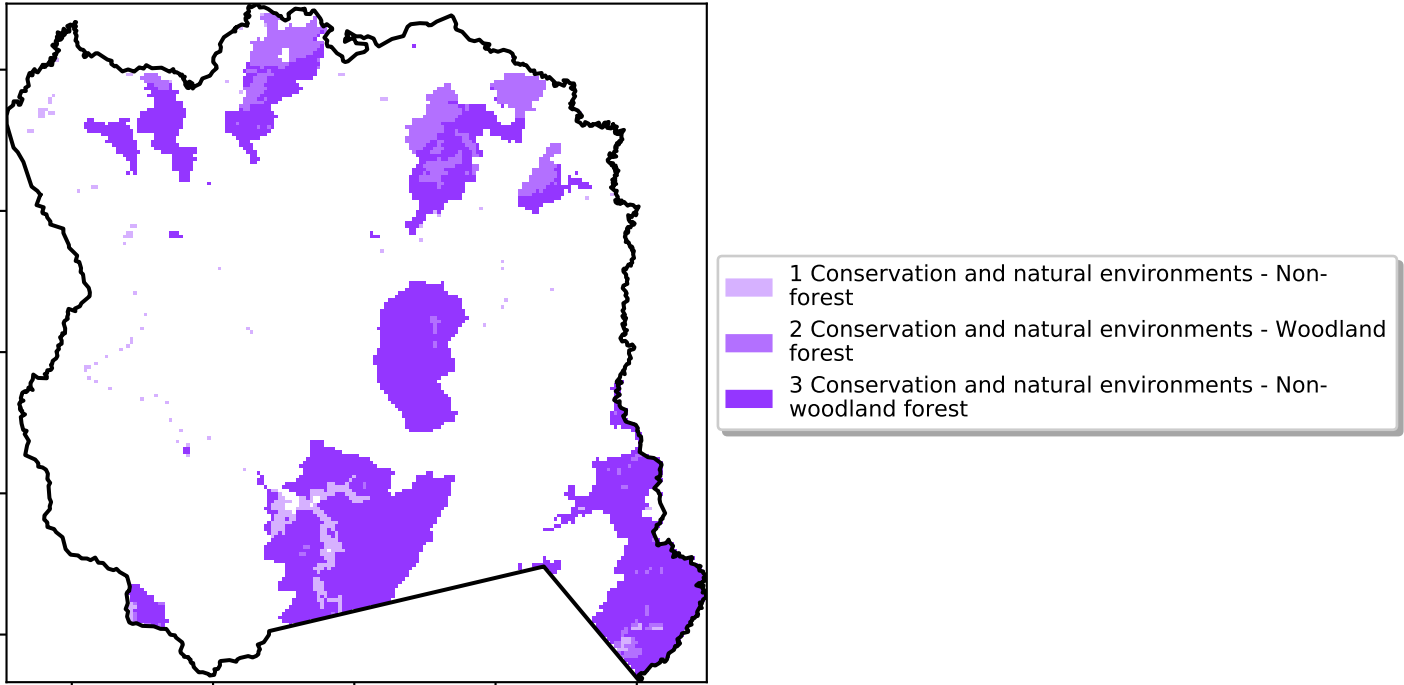 1 Conservation and natural environments - Non-
forest
2 Conservation and natural environments - Woodland
forest
3 Conservation and natural environments - Non-
woodland forest